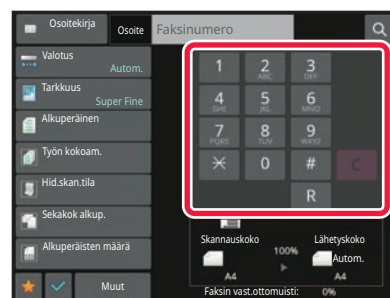 Osoitekirja
Osoite
Faksinumero
Valotus
Autom.
Tarkkuus
Super Fine
Alkuperäinen
Työn kokoam.
Hid.skan.tila
Sekakok alkup.
Alkuperäisten määrä
Muut
1 2 3
ABC DEF
4 5 6
GHI JKL MNO
7 8 9
PQRS TUV WXYZ
0 # C
R
Skannauskoko Lähetyskoko
100% Autom.
A4 A4
Faksin vast.ottomuisti: 0%